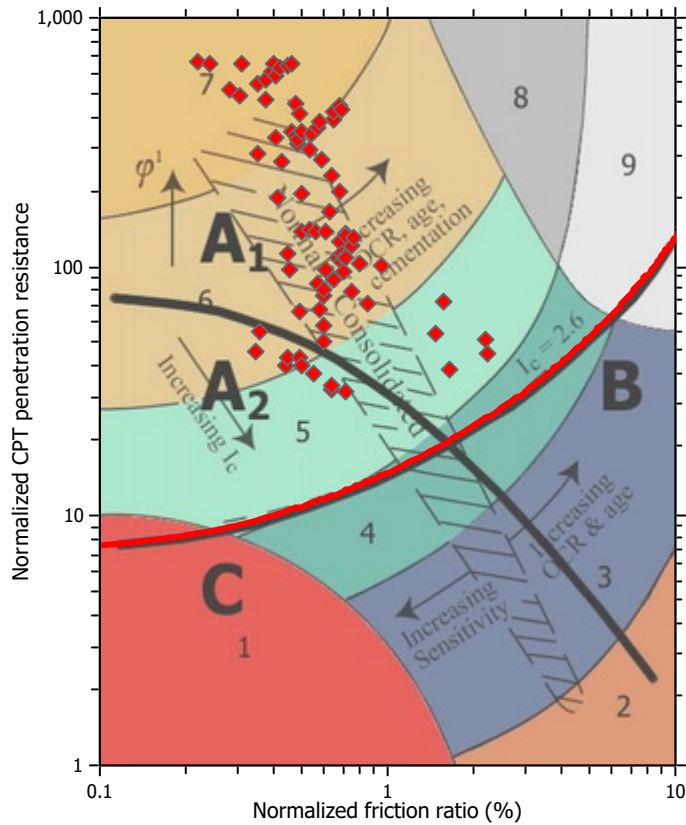 1,000
100
10
1
Normalized CPT penetration resistance
7
8
9
φ¹
A₁
6
A₂
5
Increasing I꜀
Normally
Consolidated
Increasing
OCR, age,
cementation
I꜀ = 2.6
B
4
Increasing
OCR & age
3
C
1
Increasing
Sensitivity
2
0.1
1
10
Normalized friction ratio (%)